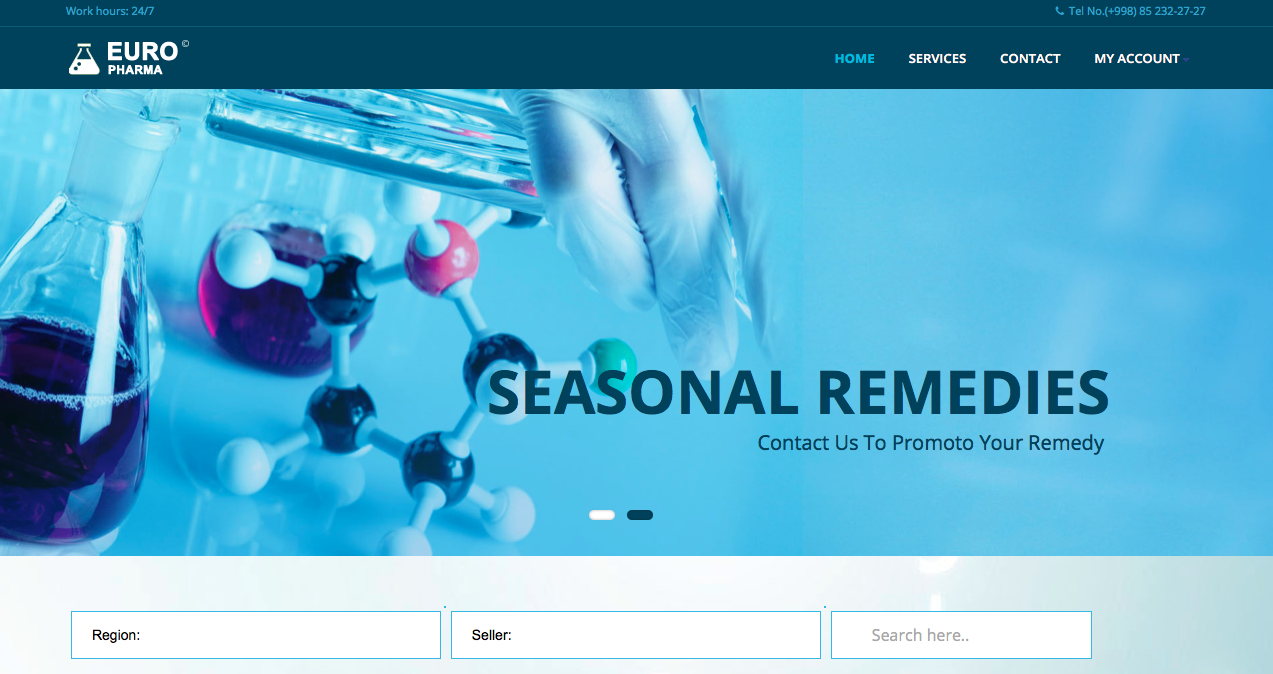 Work hours: 24/7
Tel No.(+998) 85 232-27-27
EURO ©
PHARMA
HOME
SERVICES
CONTACT
MY ACCOUNT
SEASONAL REMEDIES
Contact Us To Promoto Your Remedy
Region:
Seller:
Search here..